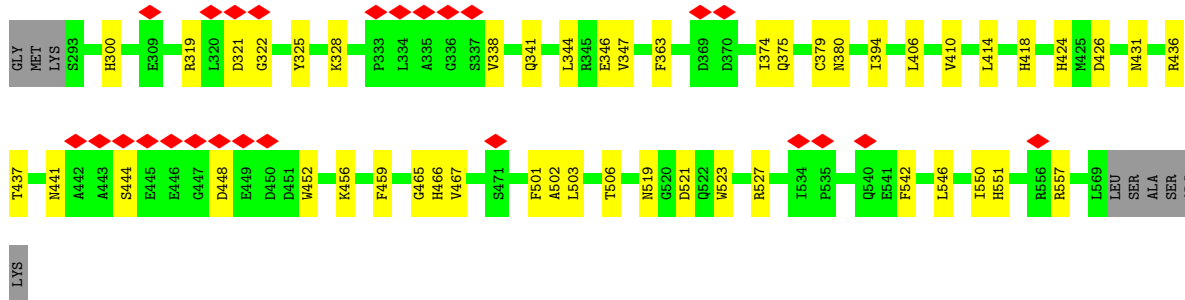 GLY MET LYS S293 H300 E309 R319 L320 D321 G322 Y325 K328 P333 L334 A335 G336 S337 V338 Q341 L344 R345 E346 V347 F363 D369 D370 I374 Q375 C379 N380 I394 L406 V410 L414 H418 H424 M425 D426 N431 R436
T437 N441 A442 A443 S444 E445 E446 G447 D448 E449 D450 D451 W452 K456 F459 G465 H466 V467 S471 F501 A502 L503 T506 N519 G520 D521 Q522 W523 R527 I534 P535 Q540 E541 F542 L546 I550 H551 R556 R557 L569 LEU SER ALA SER
LYS